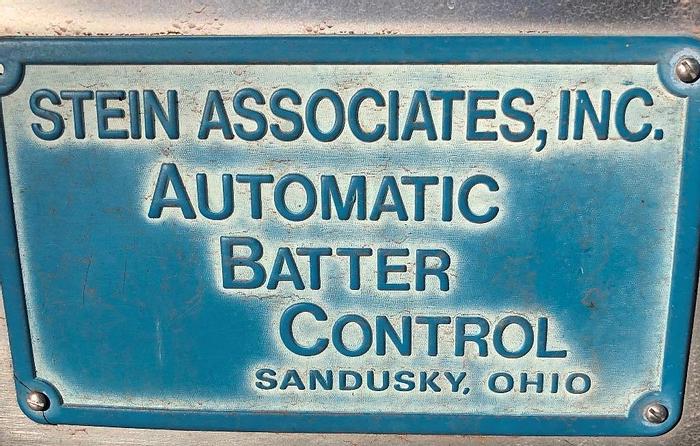 STEIN ASSOCIATES, INC.
AUTOMATIC
BATTER
CONTROL
SANDUSKY, OHIO